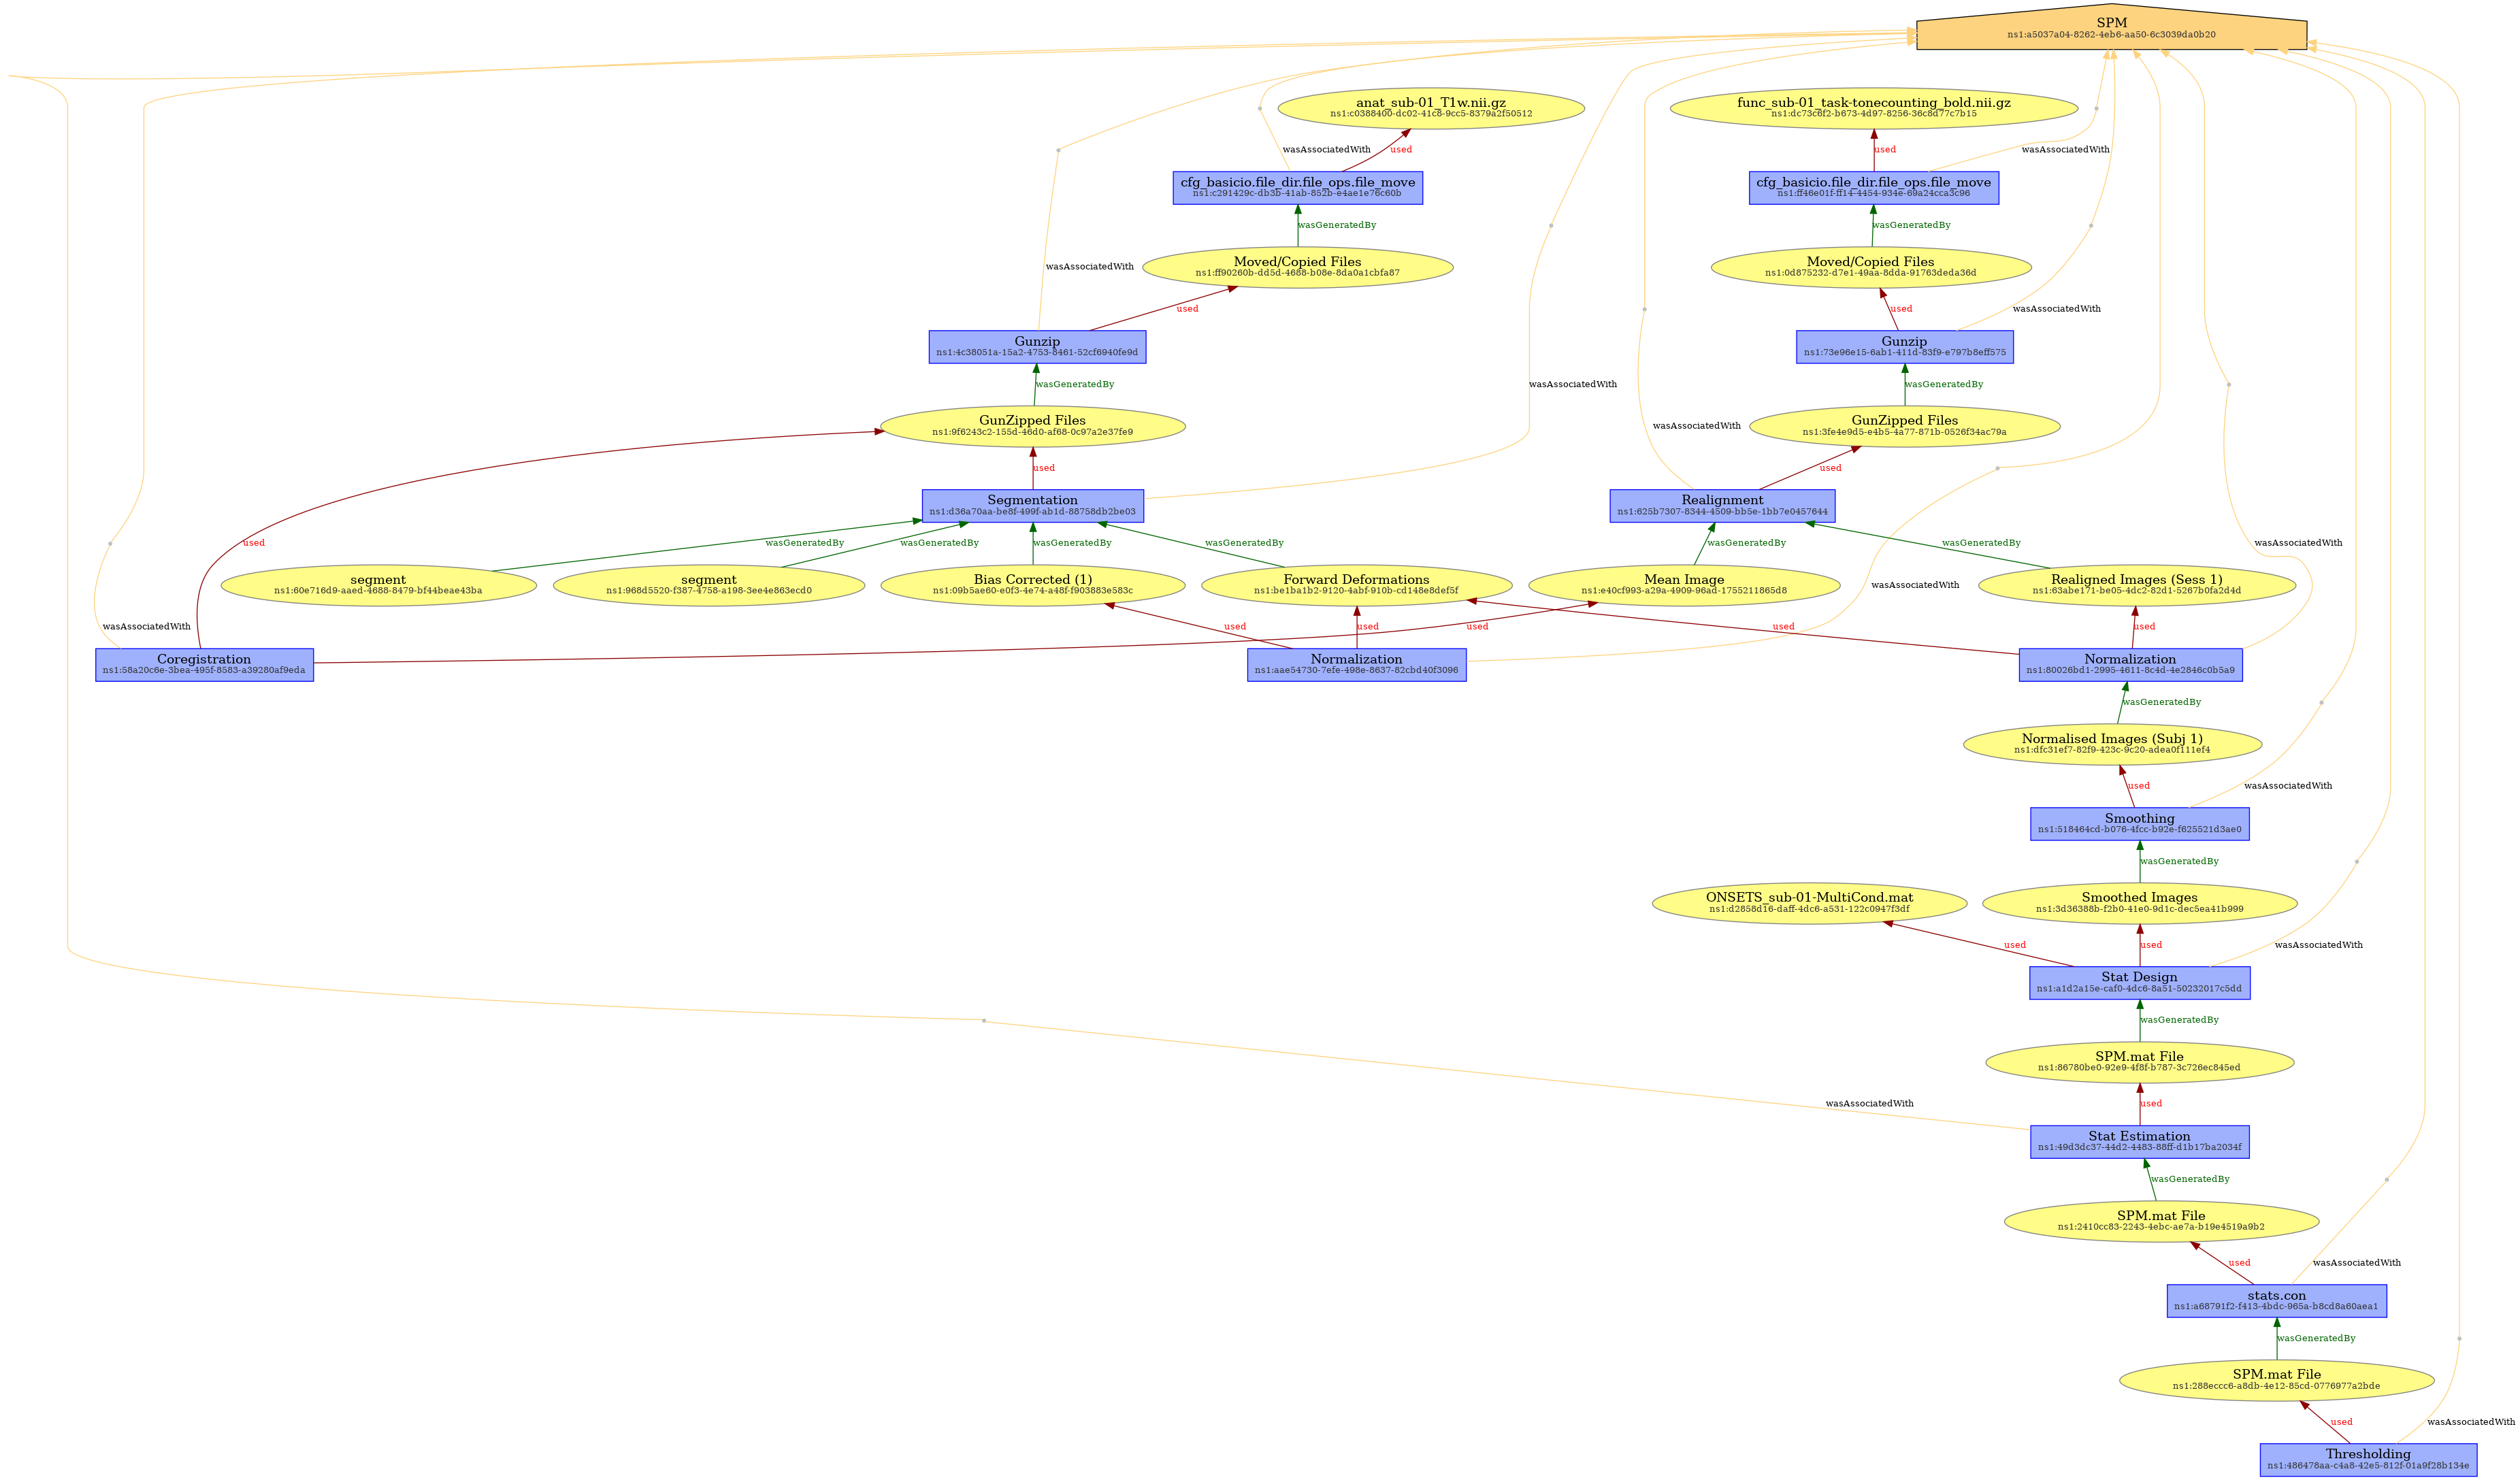 SPM
ns1:a5037a04-8262-4eb6-aa50-6c3039da0b20
anat_sub-01_T1w.nii.gz
ns1:c0388400-dc02-41c8-9cc5-8379a2f50512
func_sub-01_task-tonecounting_bold.nii.gz
ns1:dc73c6f2-b673-4d97-8256-36c8d77c7b15
wasAssociatedWith
used
used
wasAssociatedWith
cfg_basicio.file_dir.file_ops.file_move
ns1:c291429c-db3b-41ab-852b-e4ae1e76c60b
cfg_basicio.file_dir.file_ops.file_move
ns1:ff46e01f-ff14-4454-934e-69a24cca3c96
wasGeneratedBy
wasGeneratedBy
wasAssociatedWith
Moved/Copied Files
ns1:ff90260b-dd5d-4688-b08e-8da0a1cbfa87
Moved/Copied Files
ns1:0d875232-d7e1-49aa-8dda-91763deda36d
used
used
wasAssociatedWith
Gunzip
ns1:4c38051a-15a2-4753-8461-52cf6940fe9d
Gunzip
ns1:73e96e15-6ab1-411d-83f9-e797b8eff575
wasGeneratedBy
wasAssociatedWith
wasGeneratedBy
GunZipped Files
ns1:9f6243c2-155d-46d0-af68-0c97a2e37fe9
wasAssociatedWith
GunZipped Files
ns1:3fe4e9d5-e4b5-4a77-871b-0526f34ac79a
used
used
Segmentation
ns1:d36a70aa-be8f-499f-ab1d-88758db2be03
Realignment
ns1:625b7307-8344-4509-bb5e-1bb7e0457644
used
wasGeneratedBy
wasGeneratedBy
wasGeneratedBy
wasGeneratedBy
wasGeneratedBy
wasGeneratedBy
wasAssociatedWith
segment
ns1:60e716d9-aaed-4688-8479-bf44beae43ba
segment
ns1:968d5520-f387-4758-a198-3ee4e863ecd0
Bias Corrected (1)
ns1:09b5ae60-e0f3-4e74-a48f-f903883e583c
Forward Deformations
ns1:be1ba1b2-9120-4abf-910b-cd148e8def5f
Mean Image
ns1:e40cf993-a29a-4909-96ad-1755211865d8
wasAssociatedWith
Realigned Images (Sess 1)
ns1:63abe171-be05-4dc2-82d1-5267b0fa2d4d
wasAssociatedWith
used
used
used
used
used
Coregistration
ns1:58a20c6e-3bea-495f-8583-a39280af9eda
Normalization
ns1:aae54730-7efe-498e-8637-82cbd40f3096
Normalization
ns1:80026bd1-2995-4611-8c4d-4e2846c0b5a9
wasGeneratedBy
Normalised Images (Subj 1)
ns1:dfc31ef7-82f9-423c-9c20-adea0f111ef4
used
wasAssociatedWith
Smoothing
ns1:518464cd-b076-4fcc-b92e-f625521d3ae0
wasGeneratedBy
ONSETS_sub-01-MultiCond.mat
ns1:d2858d16-daff-4dc6-a531-122c0947f3df
Smoothed Images
ns1:3d36388b-f2b0-41e0-9d1c-dec5ea41b999
used
used
wasAssociatedWith
Stat Design
ns1:a1d2a15e-caf0-4dc6-8a51-50232017c5dd
wasGeneratedBy
SPM.mat File
ns1:86780be0-92e9-4f8f-b787-3c726ec845ed
wasAssociatedWith
used
Stat Estimation
ns1:49d3dc37-44d2-4483-88ff-d1b17ba2034f
wasGeneratedBy
SPM.mat File
ns1:2410cc83-2243-4ebc-ae7a-b19e4519a9b2
used
wasAssociatedWith
stats.con
ns1:a68791f2-f413-4bdc-965a-b8cd8a60aea1
wasGeneratedBy
SPM.mat File
ns1:288eccc6-a8db-4e12-85cd-0776977a2bde
used
wasAssociatedWith
Thresholding
ns1:486478aa-c4a8-42e5-812f-01a9f28b134e